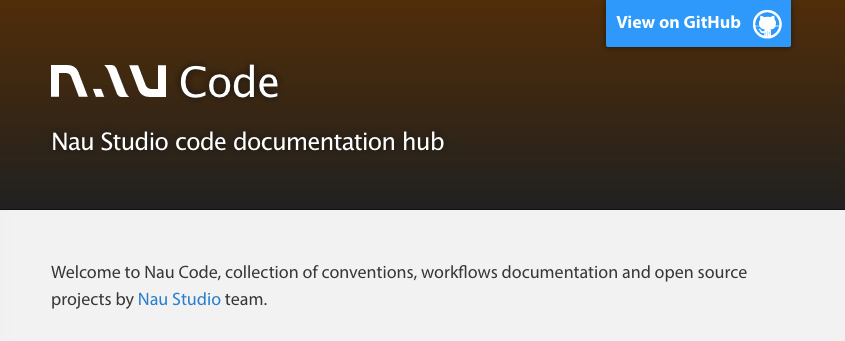 View on GitHub
nau Code
Nau Studio code documentation hub
Welcome to Nau Code, collection of conventions, workflows documentation and open source
projects by Nau Studio team.